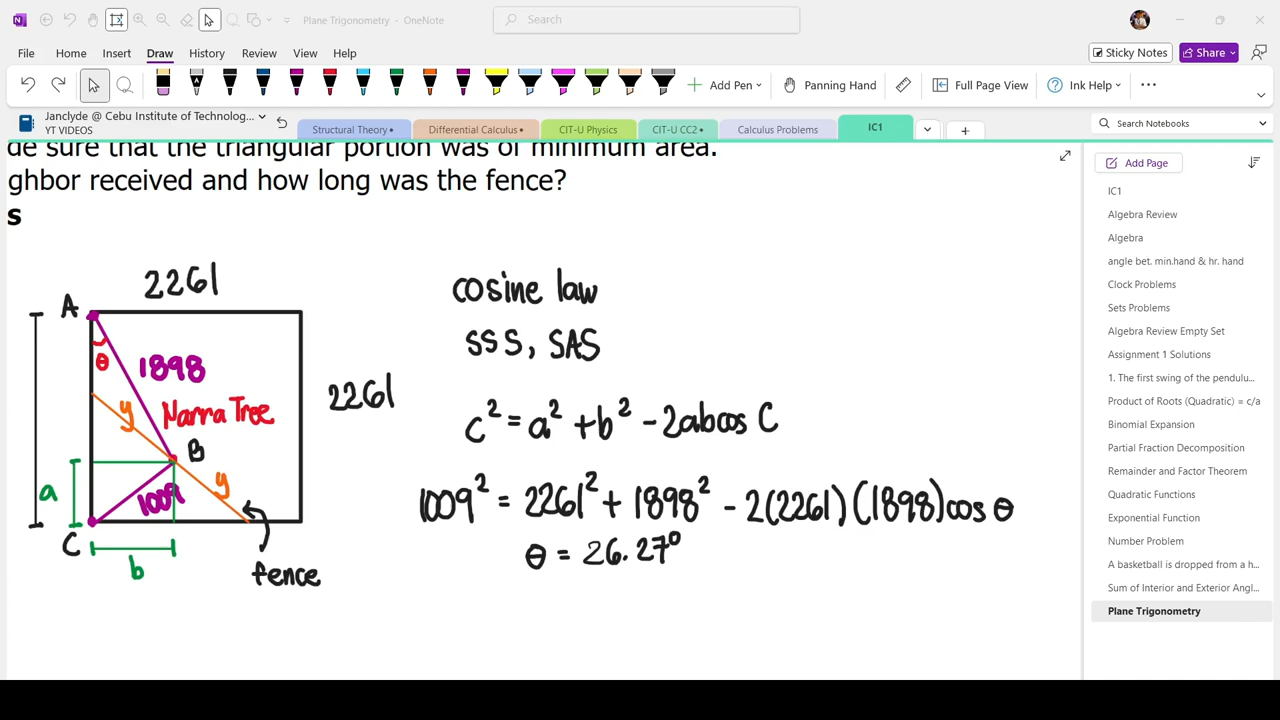 Plane Trigonometry - OneNote
Search
File Home Insert Draw History Review View Help
Sticky Notes
Share
Add Pen
Panning Hand
Full Page View
Ink Help
Janclyde @ Cebu Institute of Technolog...
YT VIDEOS
Structural Theory •
Differential Calculus •
CIT-U Physics
CIT-U CC2 •
Calculus Problems
IC1
Search Notebooks
de sure that the triangular portion was of minimum area.
ghbor received and how long was the fence?
s
2261
A
θ
1898
2261
y
Narra Tree
B
a
1009
y
C
b
fence
cosine law
SSS, SAS
c² = a² + b² - 2abcos C
1009² = 2261² + 1898² - 2(2261)(1898)cos θ
θ = 26.27°
Add Page
IC1
Algebra Review
Algebra
angle bet. min.hand & hr. hand
Clock Problems
Sets Problems
Algebra Review Empty Set
Assignment 1 Solutions
1. The first swing of the pendulu...
Product of Roots (Quadratic) = c/a
Binomial Expansion
Partial Fraction Decomposition
Remainder and Factor Theorem
Quadratic Functions
Exponential Function
Number Problem
A basketball is dropped from a h...
Sum of Interior and Exterior Angl...
Plane Trigonometry